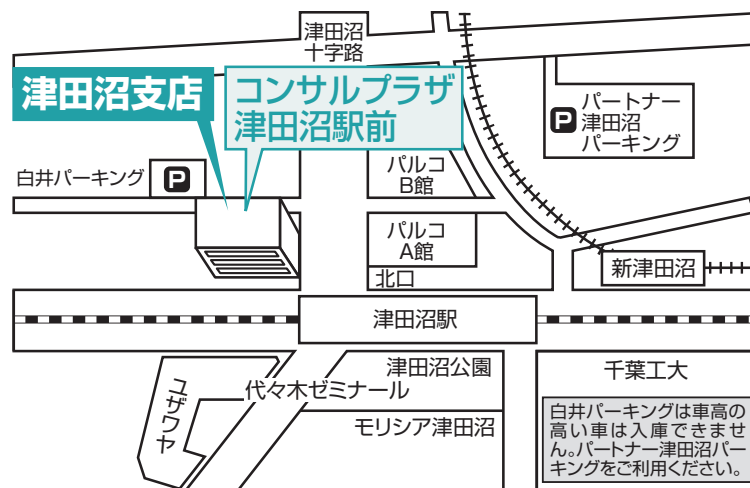 津田沼
十字路
津田沼支店
コンサルプラザ
津田沼駅前
P
パートナー
津田沼
パーキング
白井パーキング
P
パルコ
B館
パルコ
A館
北口
新津田沼
津田沼駅
ユザワヤ
代々木ゼミナール
津田沼公園
モリシア津田沼
千葉工大
白井パーキングは車高の
高い車は入庫できませ
ん。パートナー津田沼パー
キングをご利用ください。